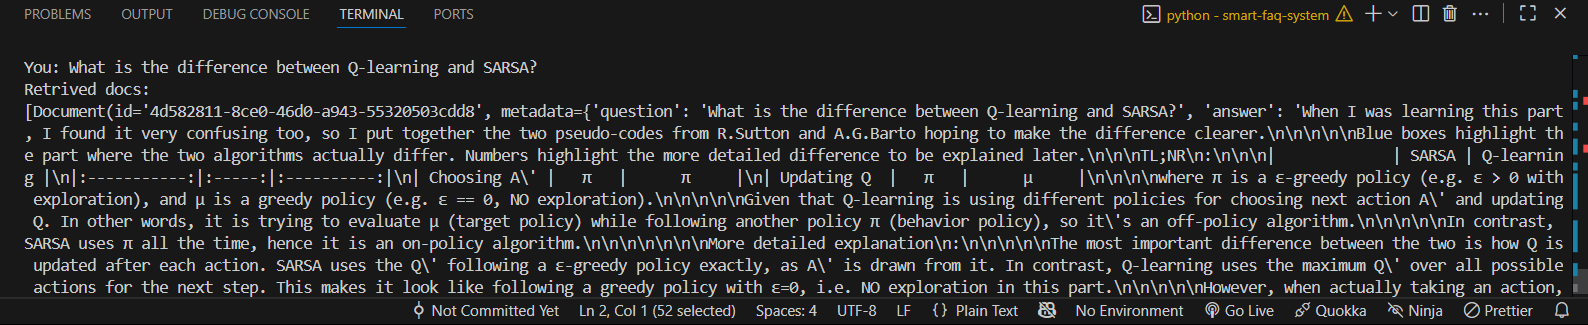 PROBLEMS OUTPUT DEBUG CONSOLE TERMINAL PORTS python - smart-faq-system
You: What is the difference between Q-learning and SARSA?
Retrived docs:
[Document(id='4d582811-8ce0-46d0-a943-55320503cdd8', metadata={'question': 'What is the difference between Q-learning and SARSA?', 'answer': 'When I was learning this part
, I found it very confusing too, so I put together the two pseudo-codes from R.Sutton and A.G.Barto hoping to make the difference clearer.\n\n\n\n\nBlue boxes highlight th
e part where the two algorithms actually differ. Numbers highlight the more detailed difference to be explained later.\n\n\nTL;NR\n:\n\n\n|             | SARSA | Q-learnin
g |\n|:-----------:|:-----:|:----------:|\n| Choosing A\' |   π   |      π     |\n| Updating Q  |   π   |      μ     |\n\n\n\nwhere π is a ε-greedy policy (e.g. ε > 0 with
exploration), and μ is a greedy policy (e.g. ε == 0, NO exploration).\n\n\n\n\nGiven that Q-learning is using different policies for choosing next action A\' and updating
Q. In other words, it is trying to evaluate μ (target policy) while following another policy π (behavior policy), so it\'s an off-policy algorithm.\n\n\n\n\nIn contrast,
SARSA uses π all the time, hence it is an on-policy algorithm.\n\n\n\n\n\n\nMore detailed explanation\n:\n\n\n\n\nThe most important difference between the two is how Q is
updated after each action. SARSA uses the Q\' following a ε-greedy policy exactly, as A\' is drawn from it. In contrast, Q-learning uses the maximum Q\' over all possible
actions for the next step. This makes it look like following a greedy policy with ε=0, i.e. NO exploration in this part.\n\n\n\n\nHowever, when actually taking an action,
Not Committed Yet Ln 2, Col 1 (52 selected) Spaces: 4 UTF-8 LF {} Plain Text No Environment Go Live Quokka Ninja Prettier